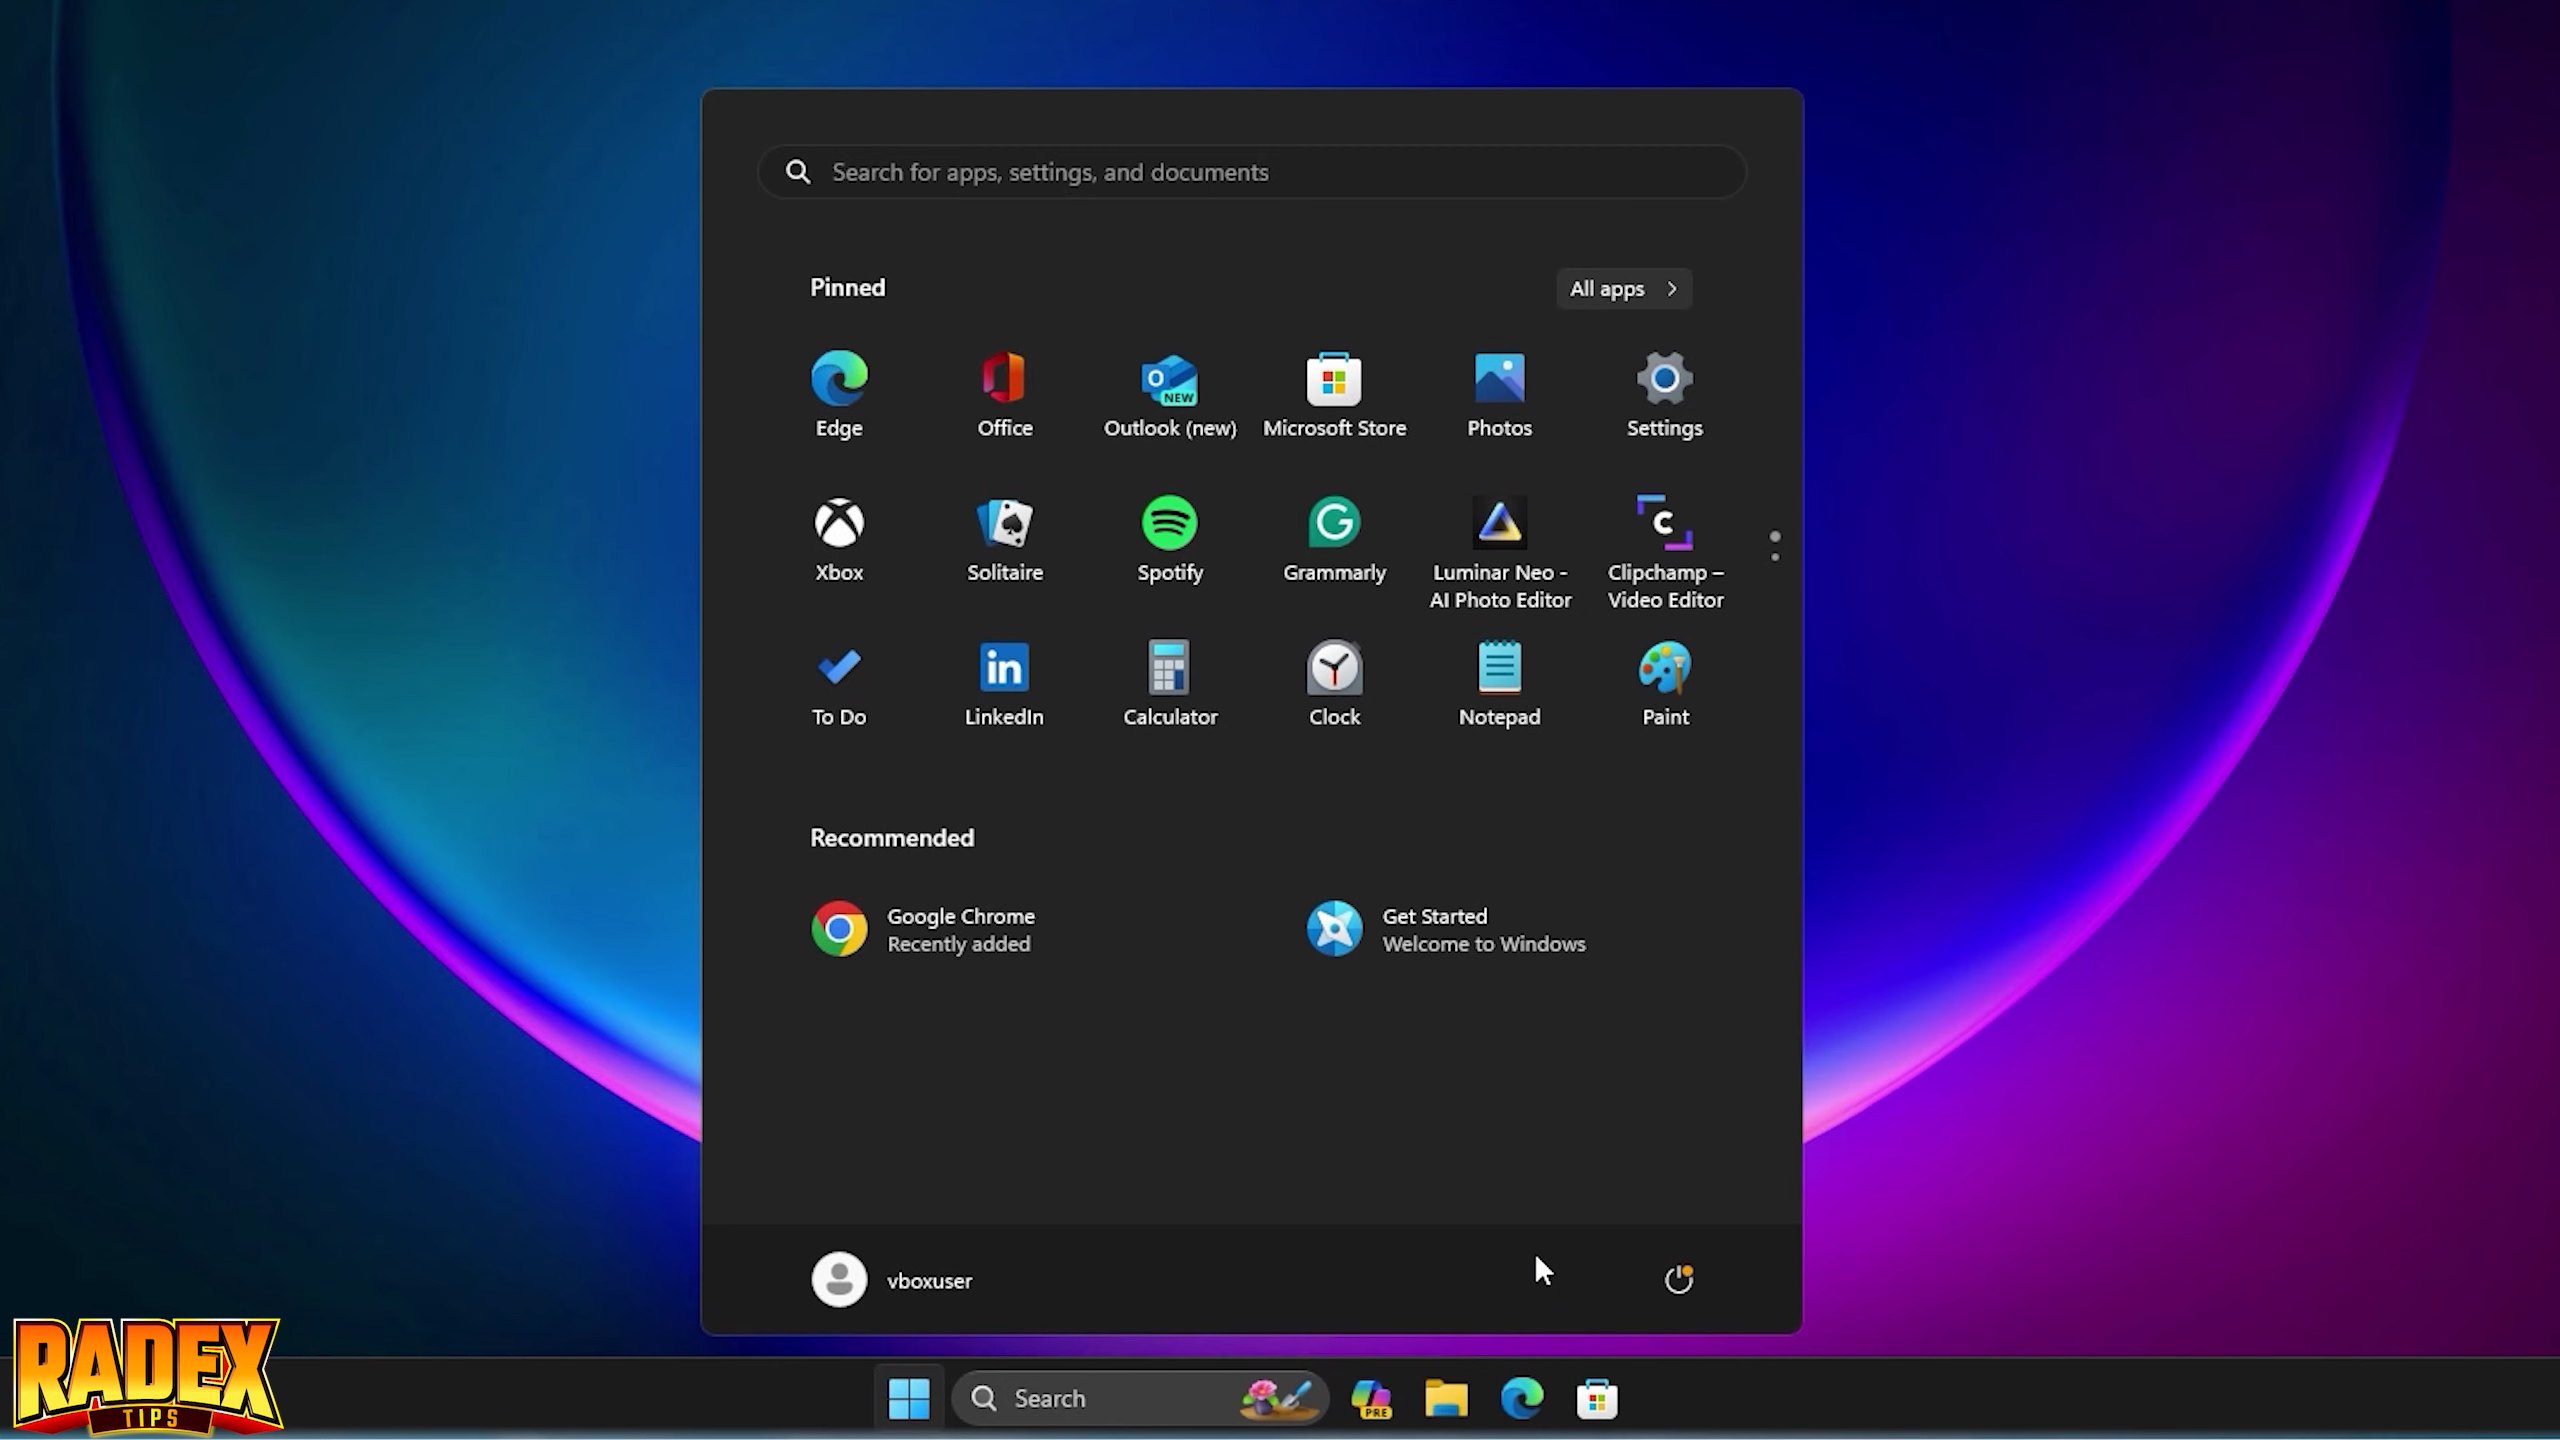 Search for apps, settings, and documents
Pinned
All apps
Edge
Office
Outlook (new)
Microsoft Store
Photos
Settings
Xbox
Solitaire
Spotify
Grammarly
Luminar Neo -
AI Photo Editor
Clipchamp –
Video Editor
To Do
LinkedIn
Calculator
Clock
Notepad
Paint
Recommended
Google Chrome
Recently added
Get Started
Welcome to Windows
vboxuser
RADEX
TIPS
Search
PRE
NEW
in